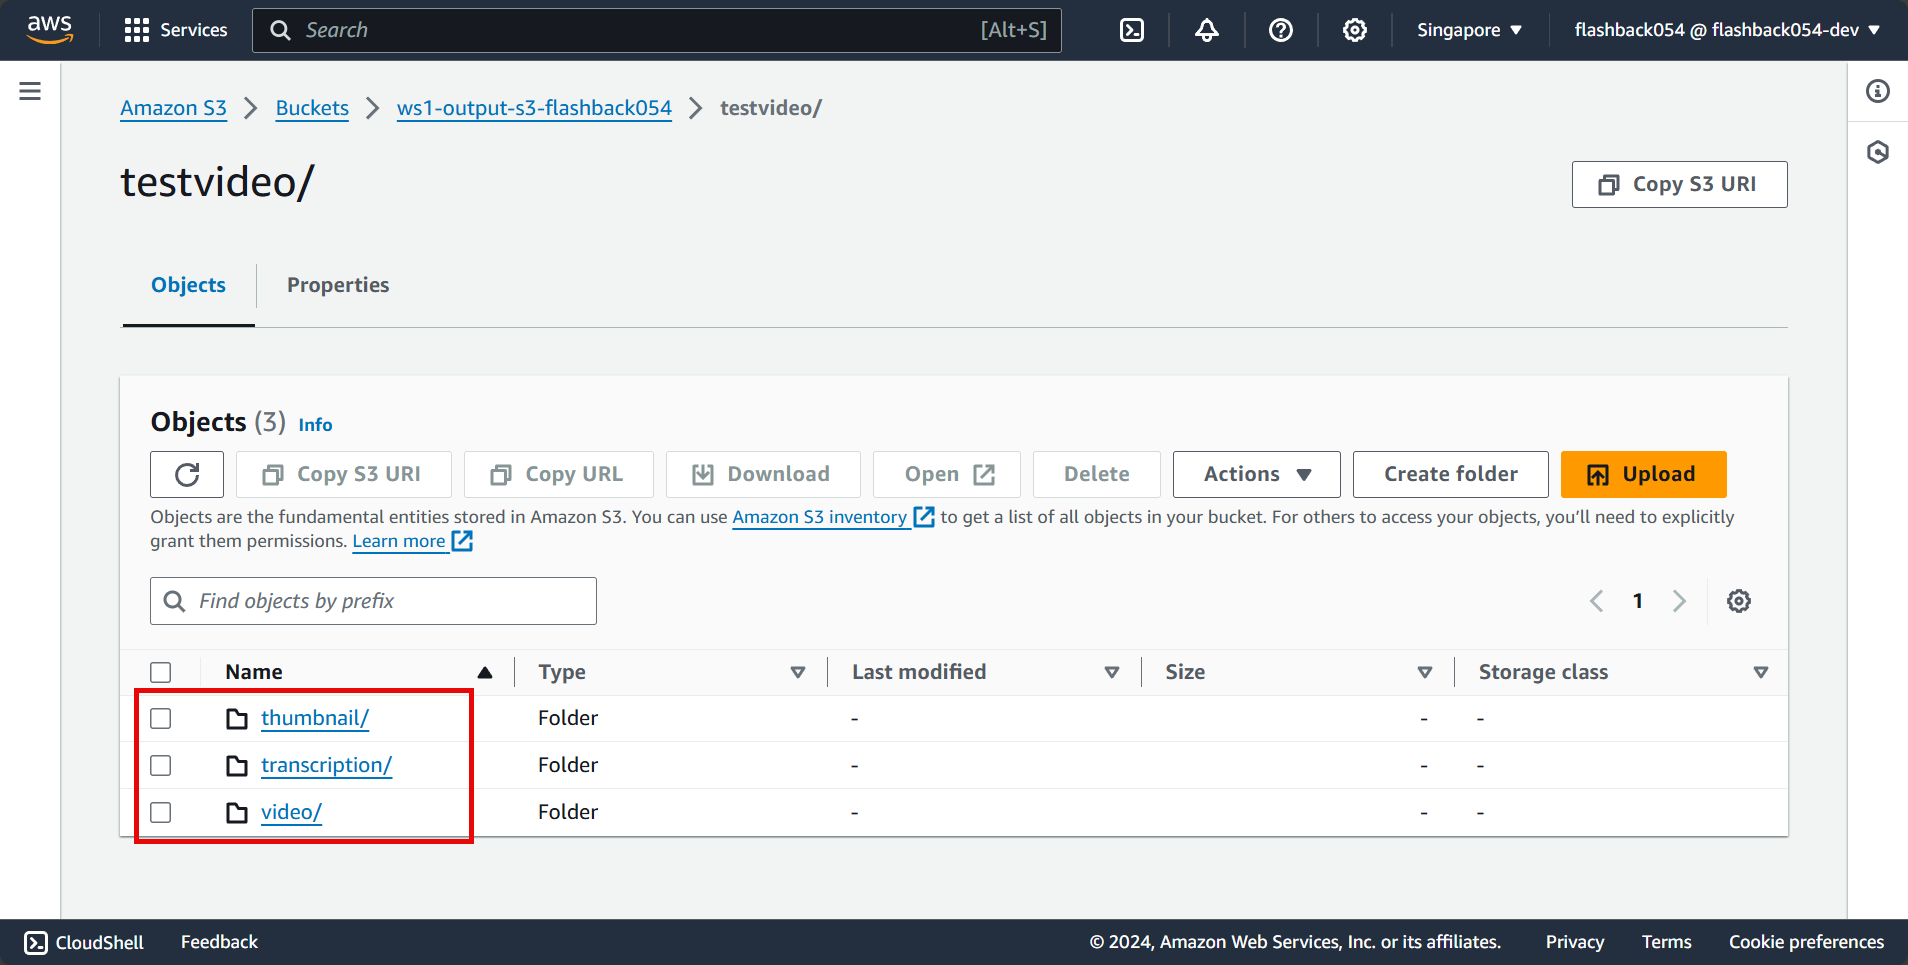 aws Services Search [Alt+S] Singapore flashback054 @ flashback054-dev
Amazon S3 Buckets ws1-output-s3-flashback054 testvideo/
testvideo/
Copy S3 URI
Objects Properties
Objects (3) Info
Copy S3 URI Copy URL Download Open Delete Actions Create folder Upload
Objects are the fundamental entities stored in Amazon S3. You can use Amazon S3 inventory to get a list of all objects in your bucket. For others to access your objects, you’ll need to explicitly
grant them permissions. Learn more
Find objects by prefix 1
Name Type Last modified Size Storage class
thumbnail/ Folder - - -
transcription/ Folder - - -
video/ Folder - - -
CloudShell Feedback © 2024, Amazon Web Services, Inc. or its affiliates. Privacy Terms Cookie preferences